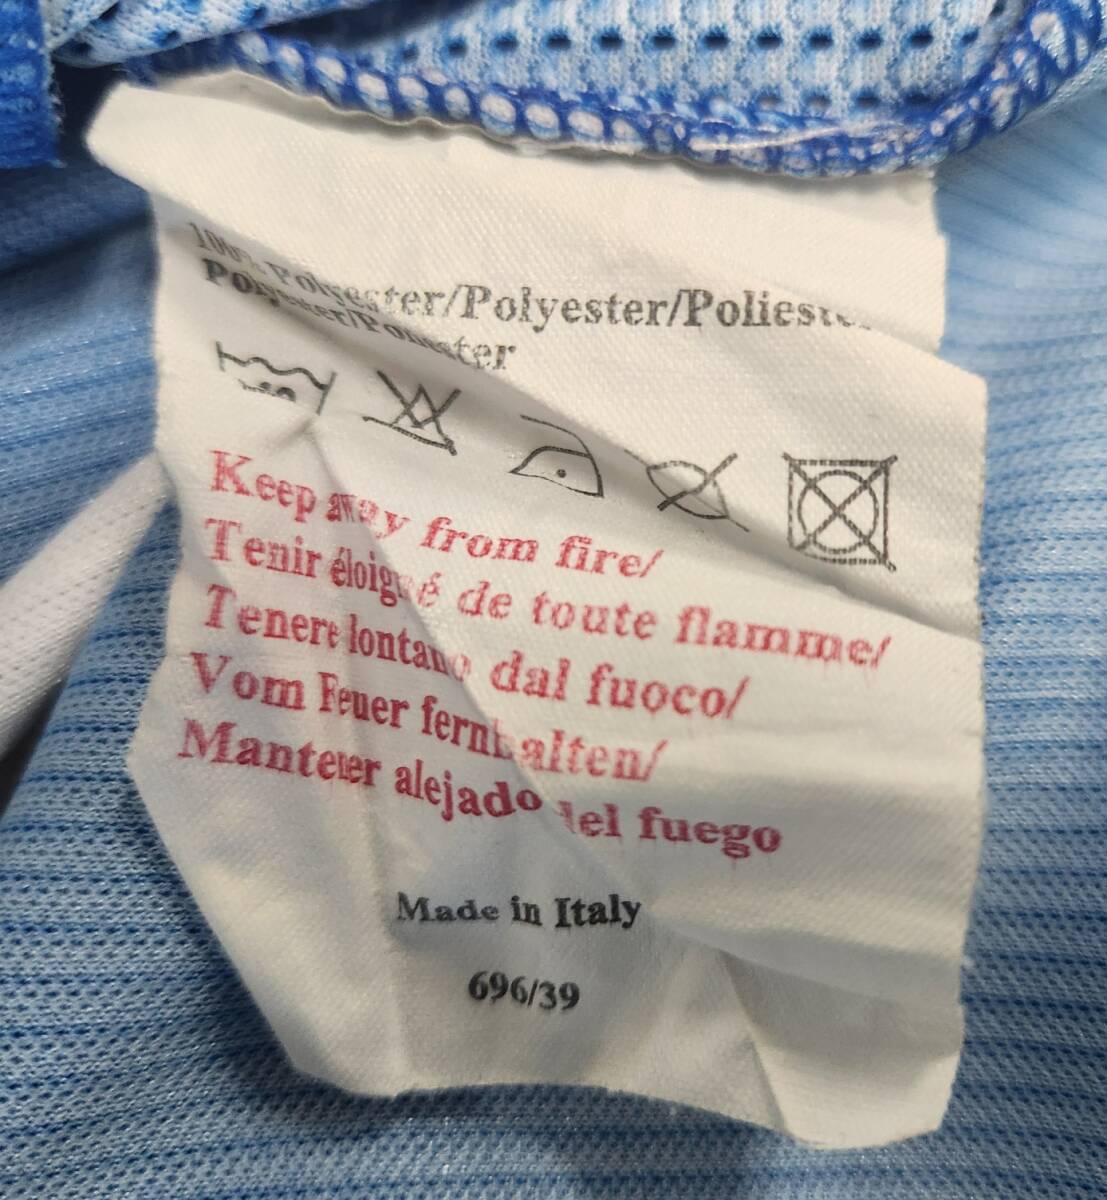 100% Polyester/Polyester/Poliester
Polyester/Poliester
Keep away from fire/
Tenir éloigné de toute flamme/
Tenere lontano dal fuoco/
Vom Feuer fernhalten/
Mantener alejado del fuego
Made in Italy
696/39